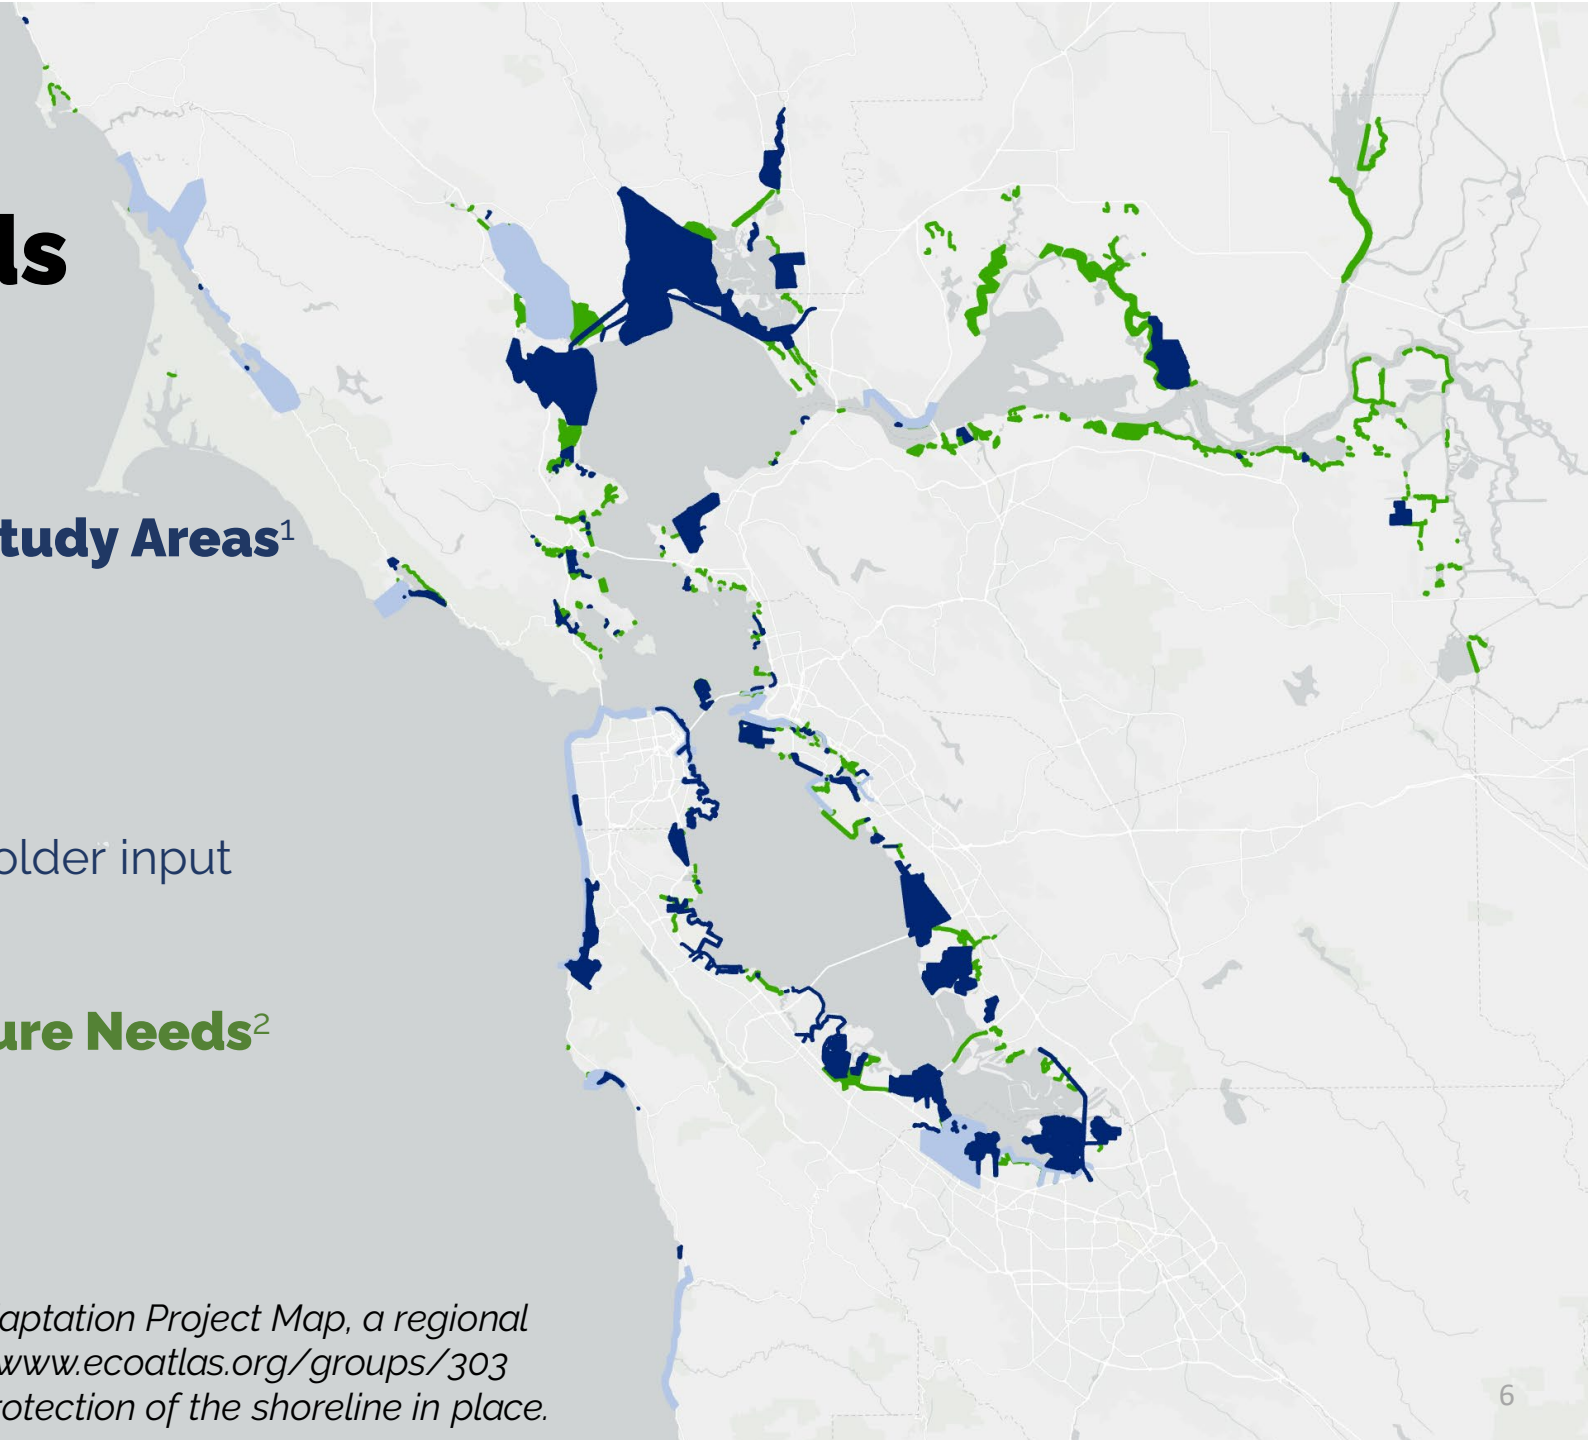 ls
tudy Areas¹
older input
ure Needs²
aptation Project Map, a regional
www.ecoatlas.org/groups/303
rotection of the shoreline in place.
6